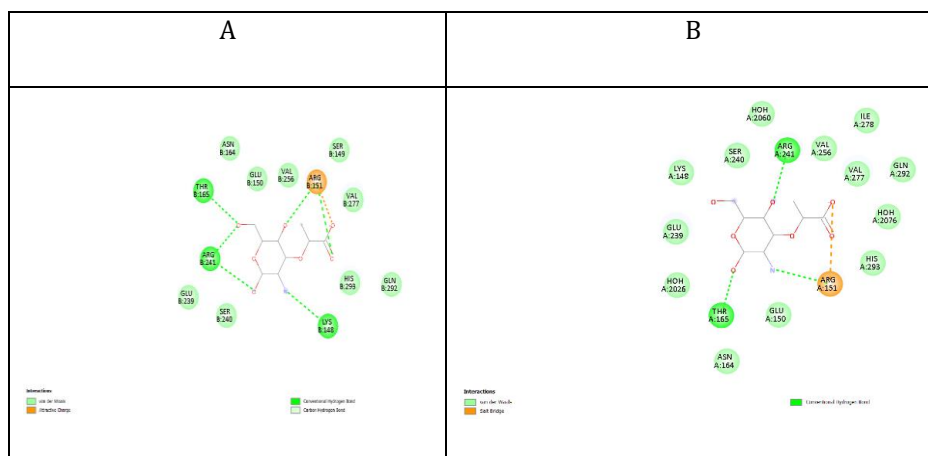 A
B
ASN
B:164
SER
B:149
GLU
B:150
VAL
B:256
ARG
B:151
THR
B:165
VAL
B:277
ARG
B:241
GLU
B:239
SER
B:240
HIS
B:293
GLN
B:292
LYS
B:148
Interactions
van der Waals
Attractive Charge
Conventional Hydrogen Bond
Carbon Hydrogen Bond
HOH
A:2060
ILE
A:278
SER
A:240
ARG
A:241
VAL
A:256
LYS
A:148
VAL
A:277
GLN
A:292
HOH
A:2076
GLU
A:239
HIS
A:293
HOH
A:2026
ARG
A:151
THR
A:165
GLU
A:150
ASN
A:164
Interactions
van der Waals
Salt Bridge
Conventional Hydrogen Bond